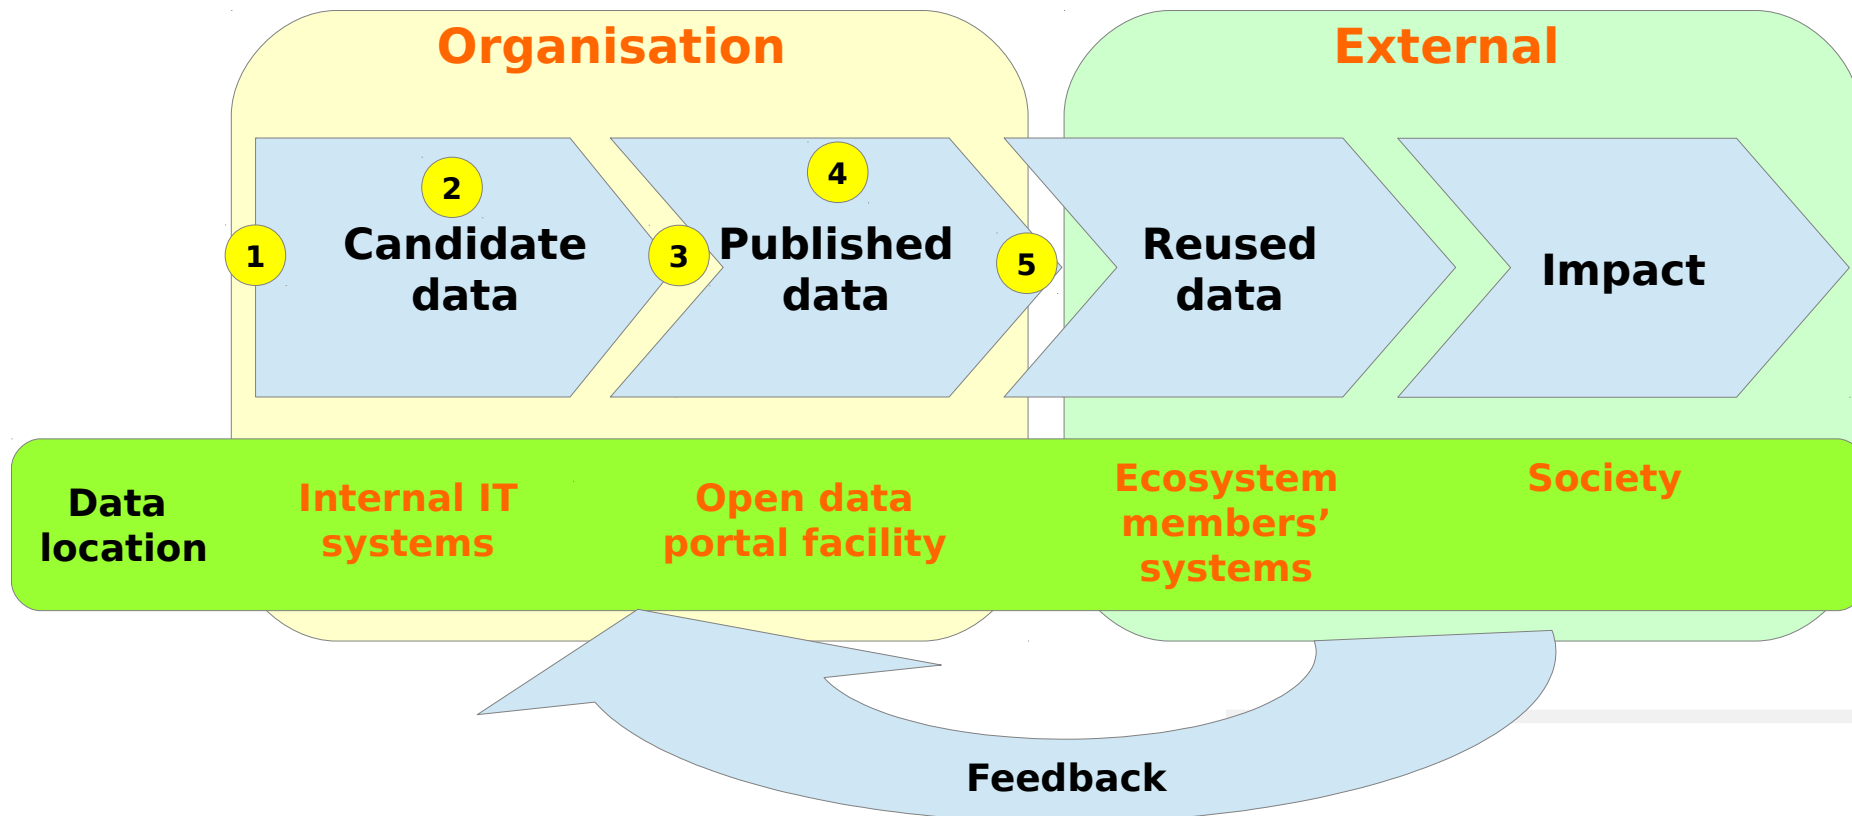 Organisation
External
1
2
Candidate
data
3
4
Published
data
5
Reused
data
Impact
Data
location
Internal IT
systems
Open data
portal facility
Ecosystem
members’
systems
Society
Feedback